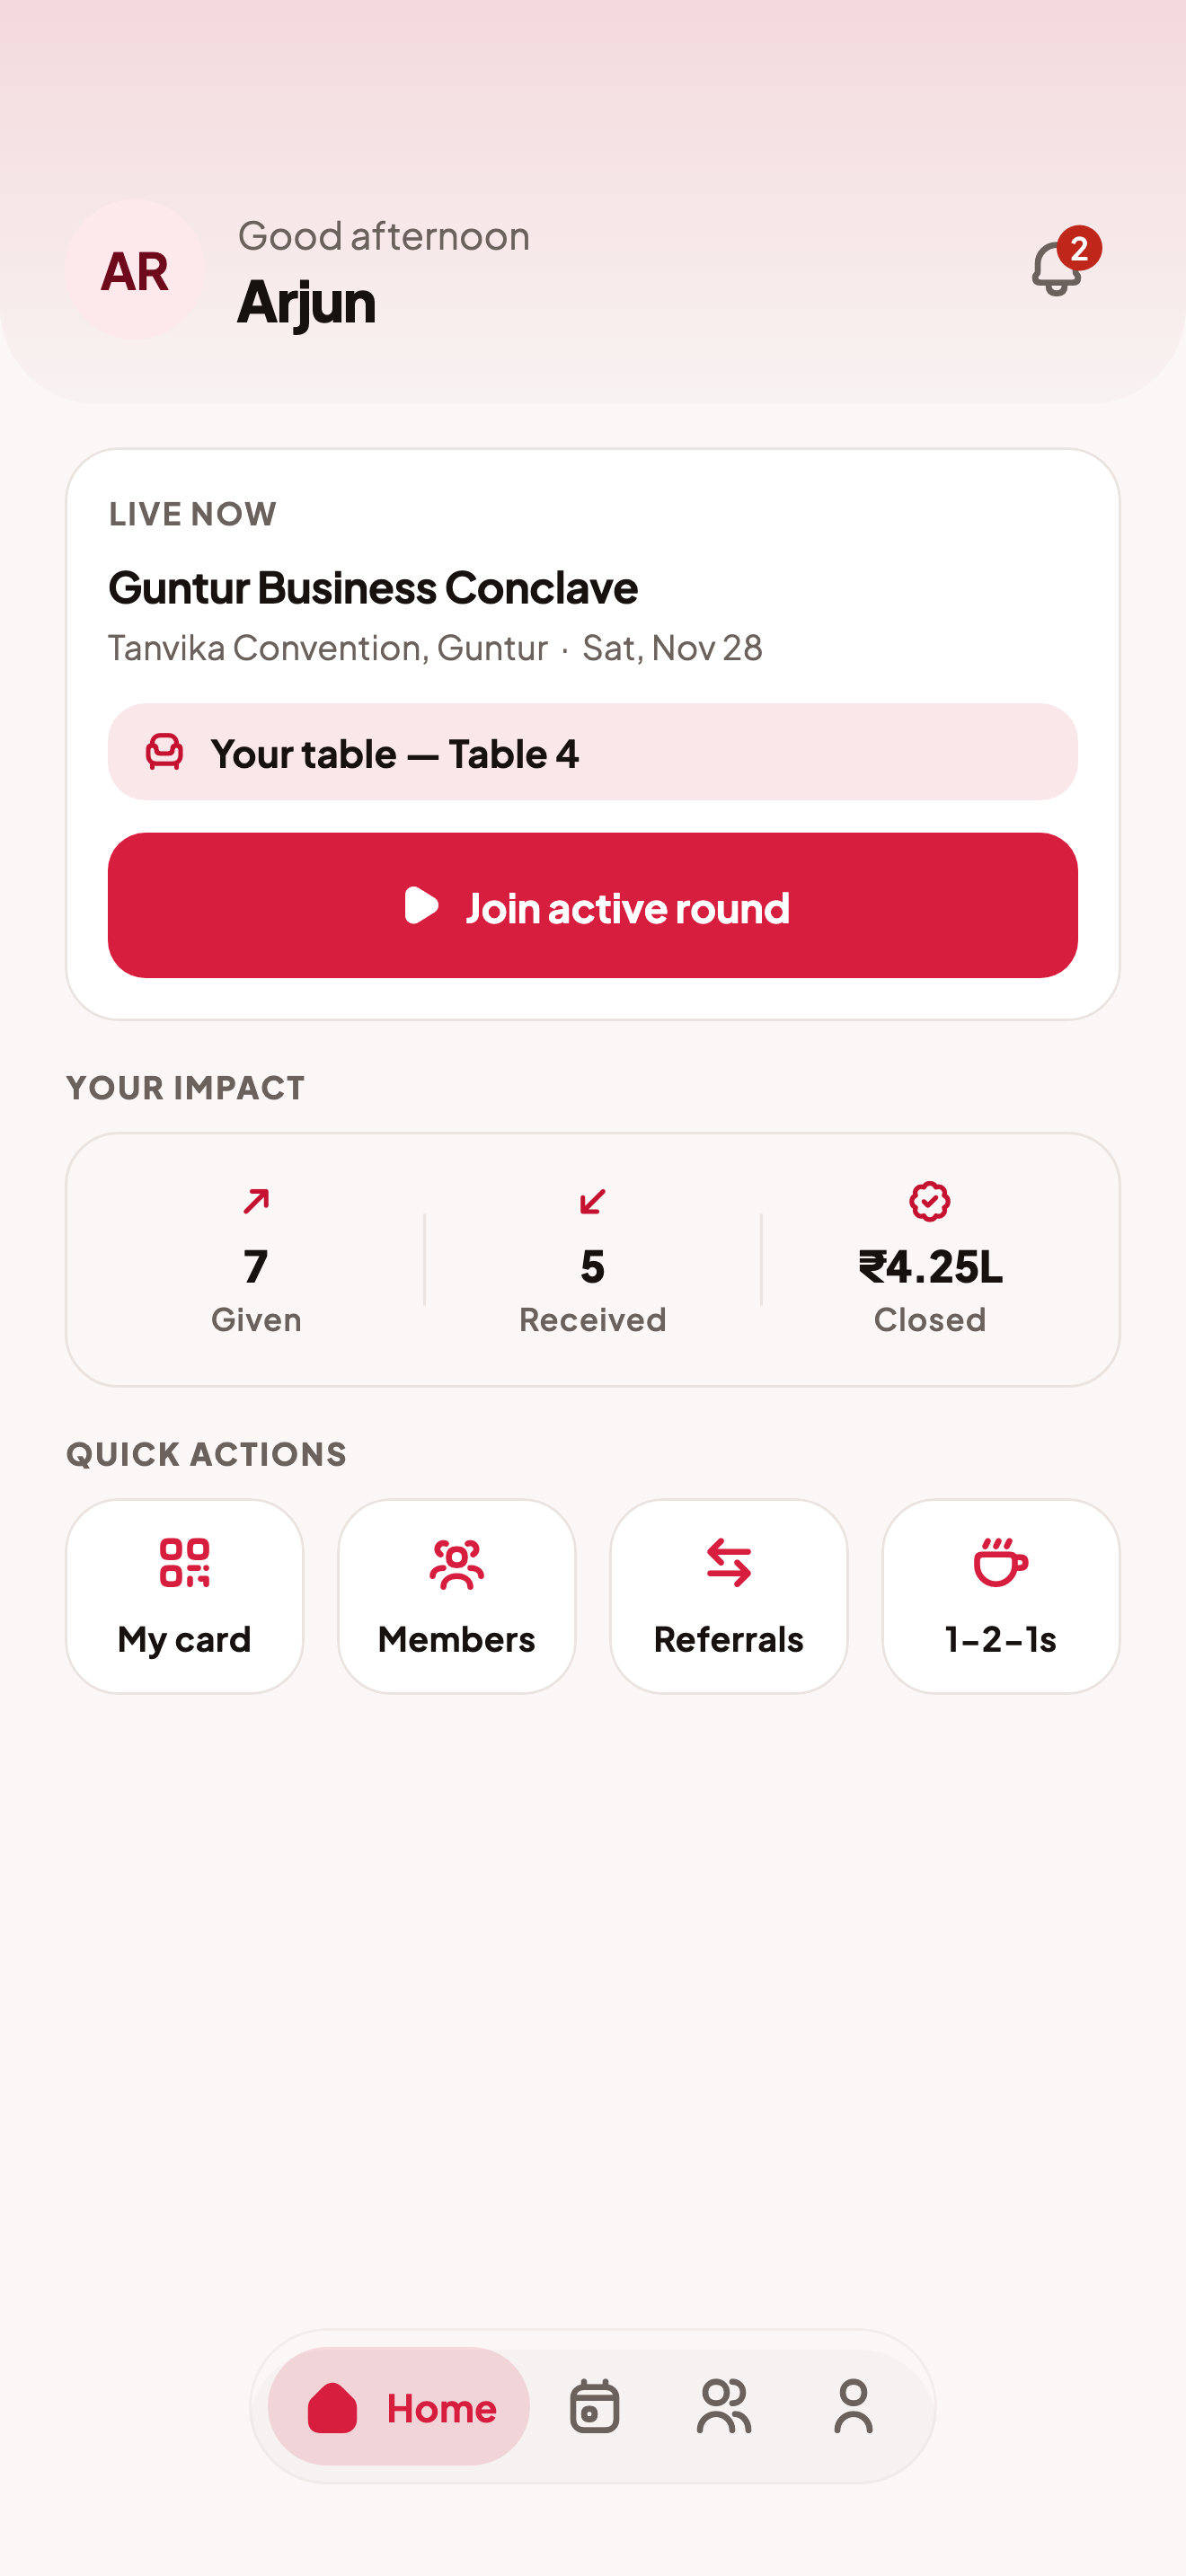 AR
Good afternoon
Arjun
2
LIVE NOW
Guntur Business Conclave
Tanvika Convention, Guntur · Sat, Nov 28
Your table — Table 4
Join active round
YOUR IMPACT
7
Given
5
Received
₹4.25L
Closed
QUICK ACTIONS
My card
Members
Referrals
1-2-1s
Home